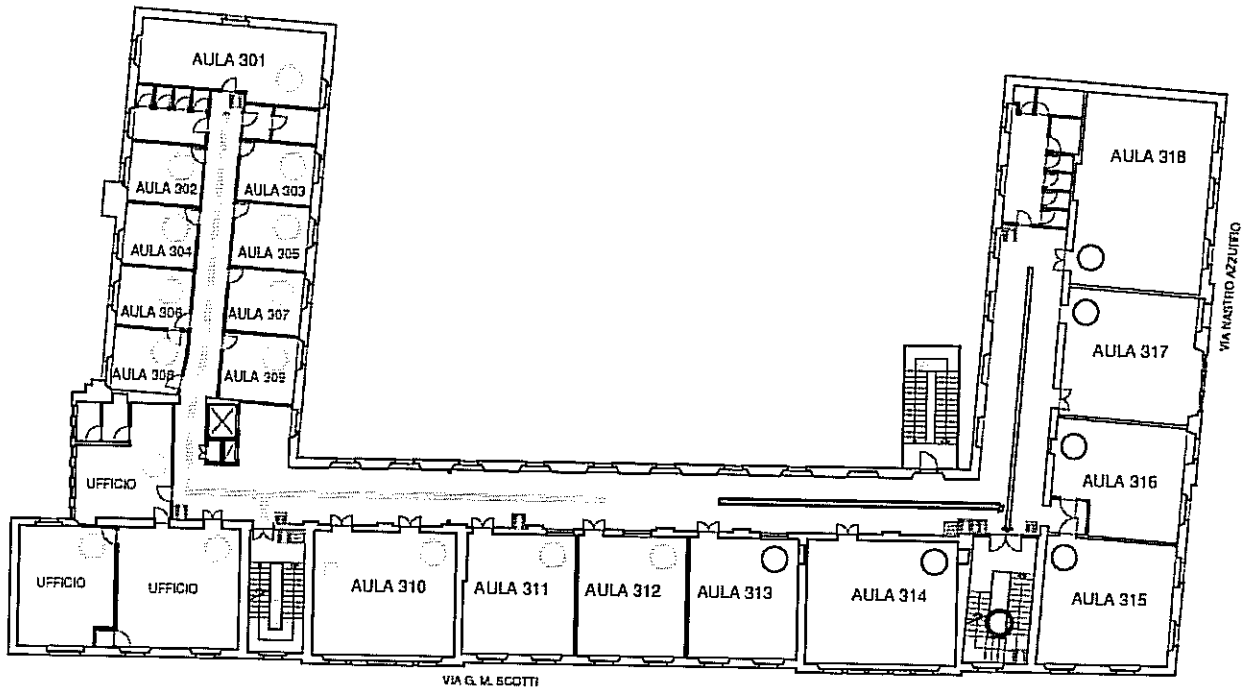 AULA 301
AULA 302
AULA 303
AULA 304
AULA 305
AULA 306
AULA 307
AULA 308
AULA 309
AULA 318
AULA 317
AULA 316
AULA 315
UFFICIO
UFFICIO
UFFICIO
AULA 310
AULA 311
AULA 312
AULA 313
AULA 314
VIA NASTRO AZZURRO
VIA G. M. SCOTTI